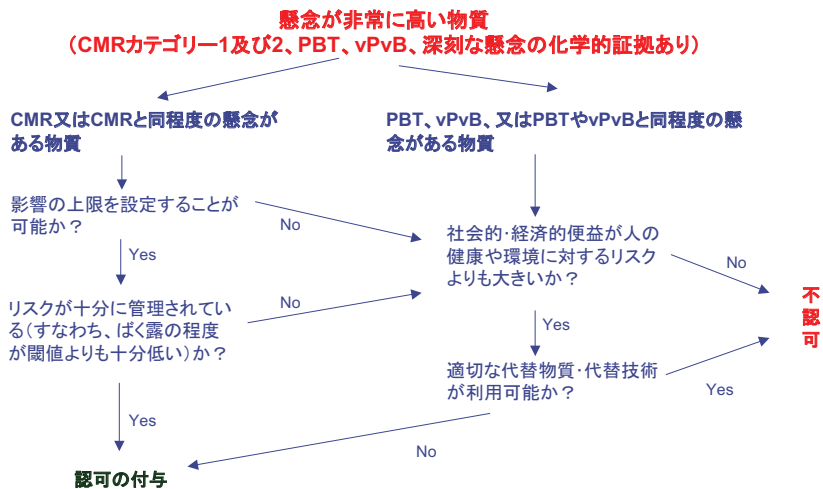 懸念が非常に高い物質
（CMRカテゴリー1及び2、PBT、vPvB、深刻な懸念の化学的証拠あり）
CMR又はCMRと同程度の懸念が
ある物質
PBT、vPvB、又はPBTやvPvBと同程度の懸
念がある物質
影響の上限を設定することが
可能か？
No
Yes
社会的・経済的便益が人の
健康や環境に対するリスク
よりも大きいか？
No
リスクが十分に管理されてい
る（すなわち、ばく露の程度
が閾値よりも十分低い）か？
No
Yes
不
認
可
適切な代替物質・代替技術
が利用可能か？
Yes
Yes
No
認可の付与